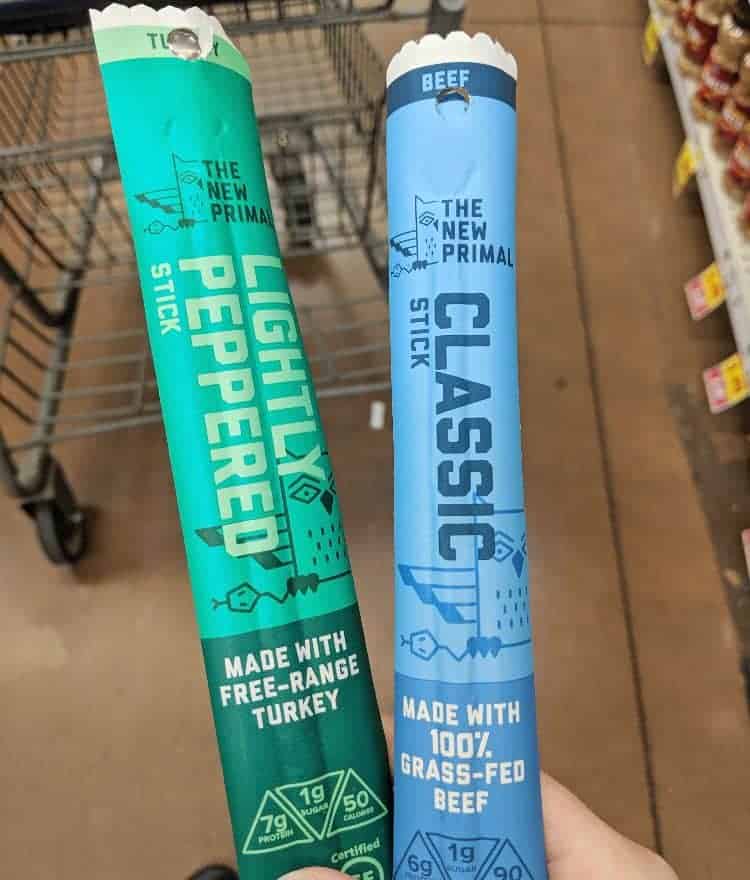 THE
NEW
PRIMAL
LIGHTLY
PEPPERED
STICK
MADE WITH
FREE-RANGE
TURKEY
7g
PROTEIN
1g
SUGAR
50
CALORIES
Certified
BEEF
THE
NEW
PRIMAL
CLASSIC
STICK
MADE WITH
100%
GRASS-FED
BEEF
6g
1g
SUGAR
90